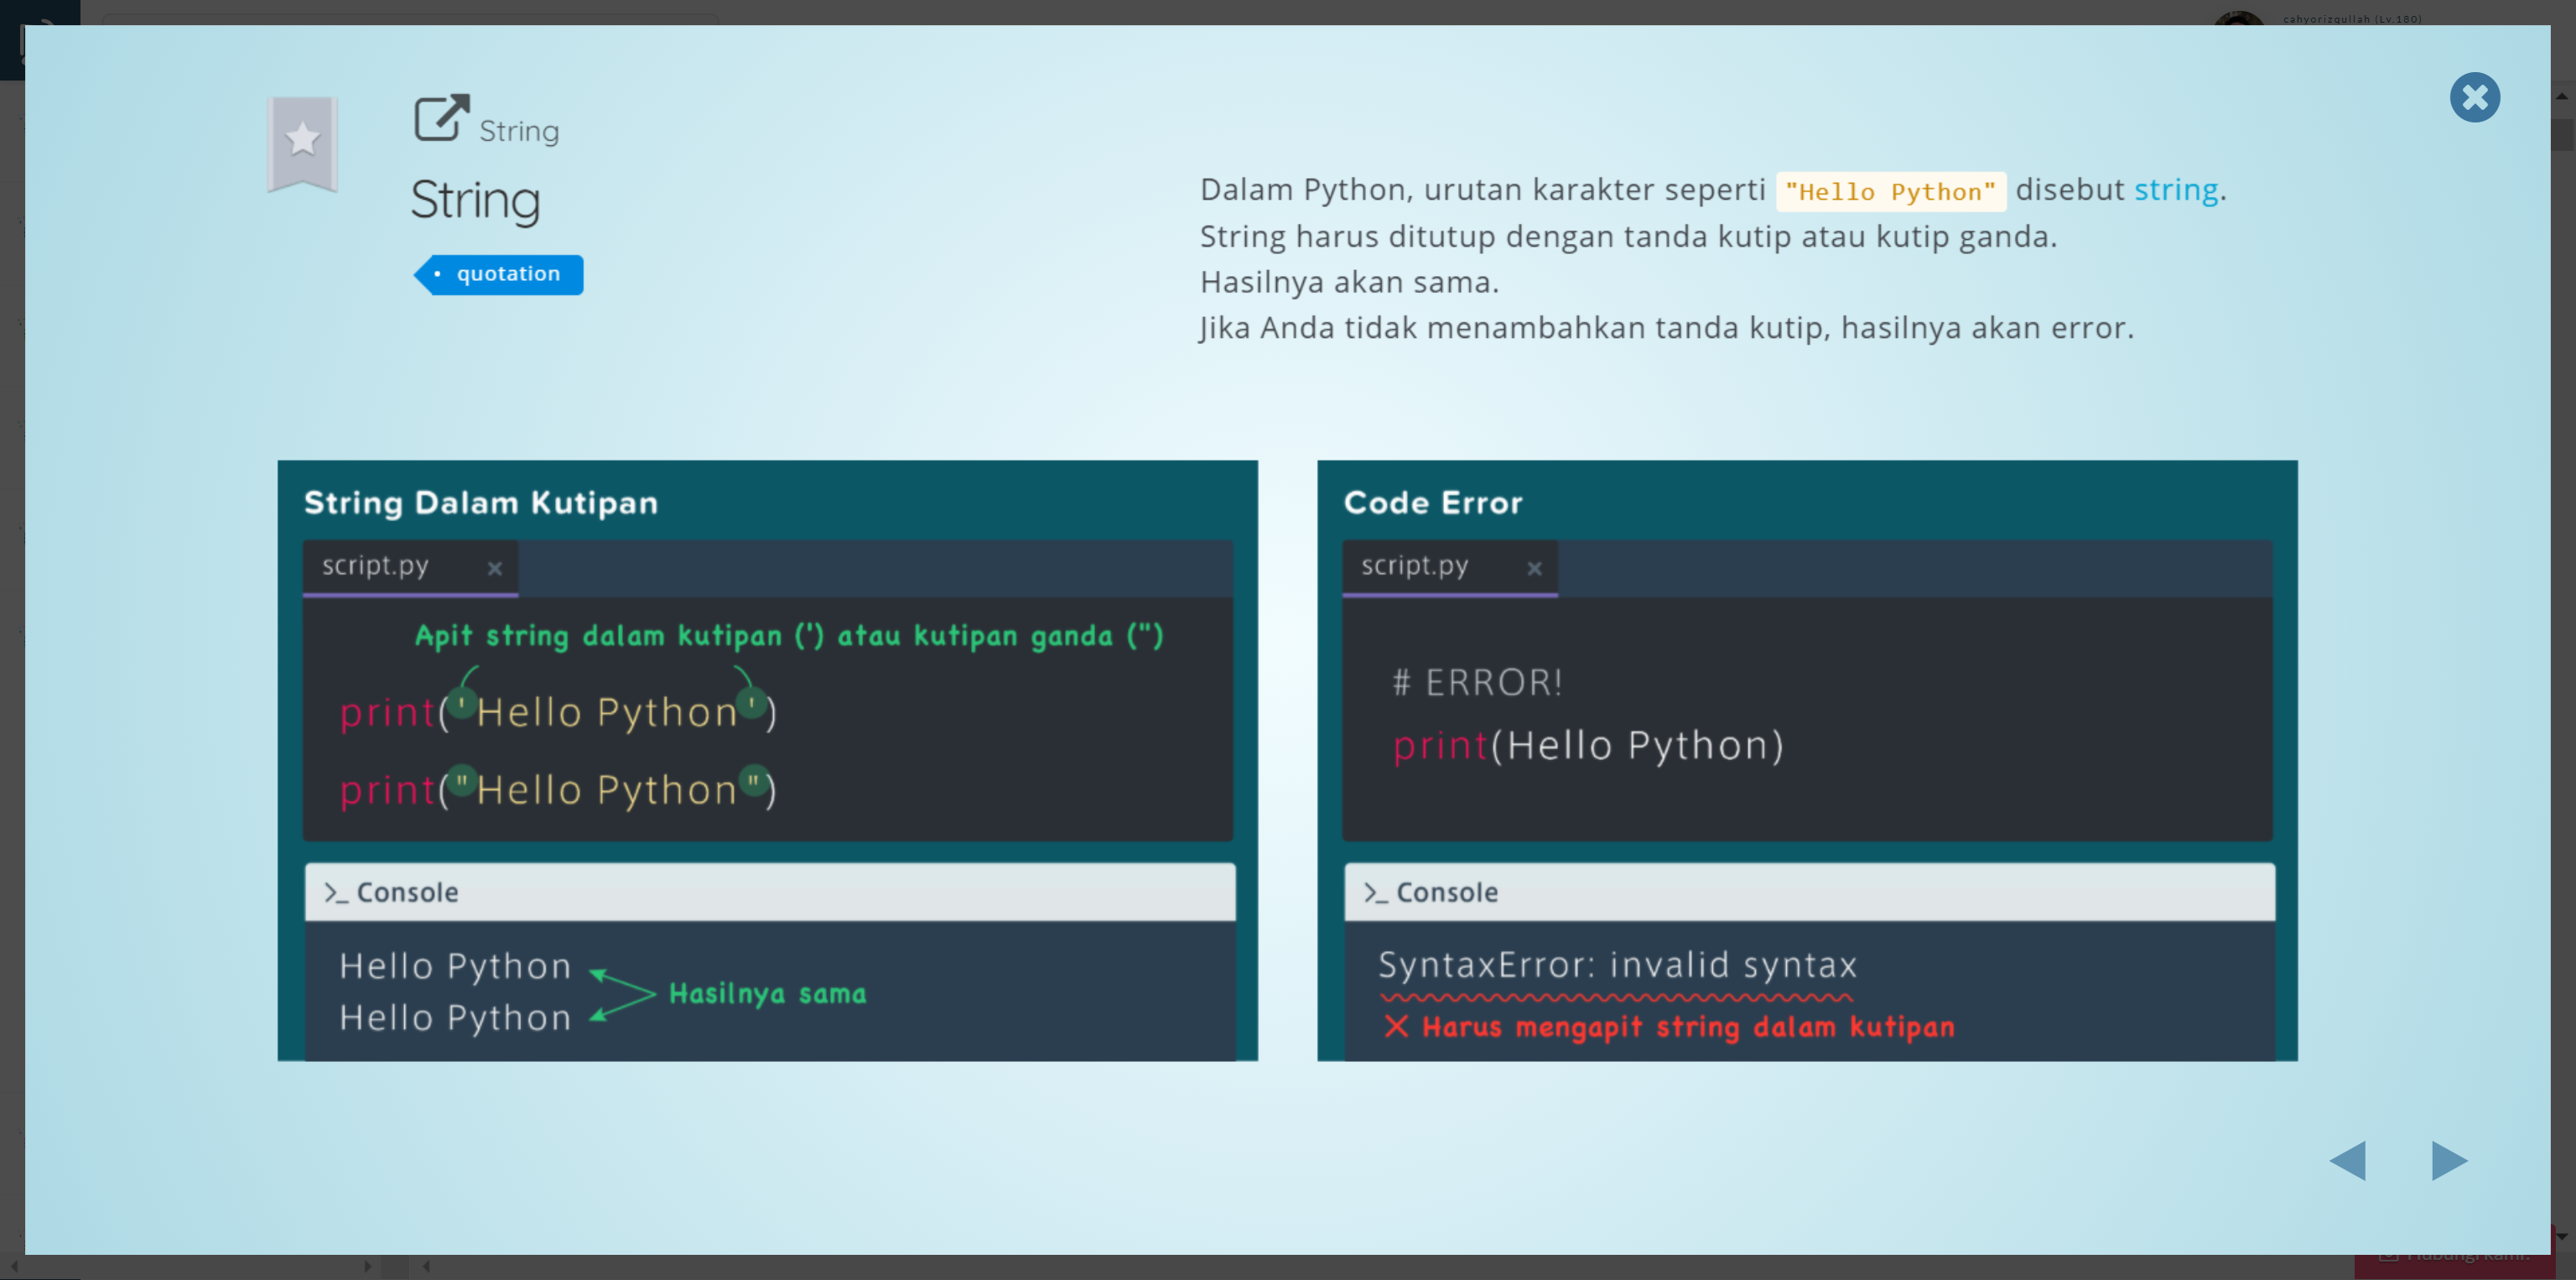 cahyorizqullah (Lv.180)
String
String
• quotation
Dalam Python, urutan karakter seperti "Hello Python" disebut string.
String harus ditutup dengan tanda kutip atau kutip ganda.
Hasilnya akan sama.
Jika Anda tidak menambahkan tanda kutip, hasilnya akan error.
String Dalam Kutipan
script.py ×
Apit string dalam kutipan (') atau kutipan ganda (")
print('Hello Python')
print("Hello Python")
>_ Console
Hello Python
Hello Python
Hasilnya sama
Code Error
script.py ×
# ERROR!
print(Hello Python)
>_ Console
SyntaxError: invalid syntax
× Harus mengapit string dalam kutipan
Hubungi kami